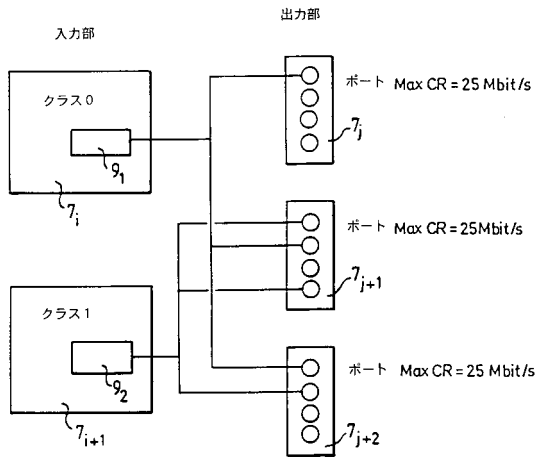 入力部
出力部
クラス0
9₁
7ᵢ
ポート Max CR = 25 Mbit/s
7ⱼ
ポート Max CR = 25Mbit/s
7ⱼ₊₁
クラス1
9₂
7ᵢ₊₁
ポート Max CR = 25 Mbit/s
7ⱼ₊₂